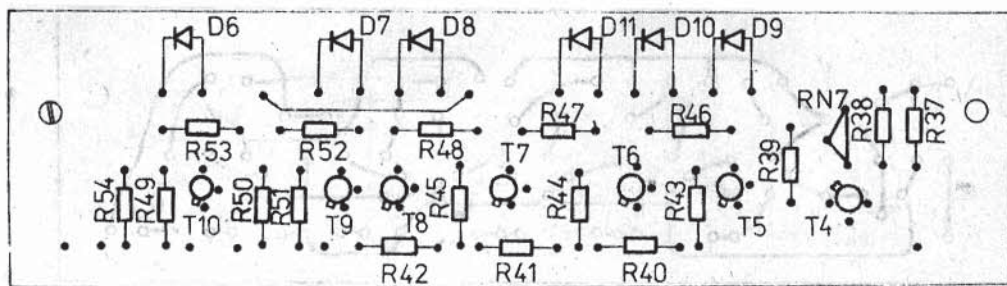 D6 D7 D8 D11 D10 D9
RN7
R53 R52 R48 R47 R46 R38 R37
R39
T7 T6
R54 R49 T10 R50 R51 T9 T8 R45 R44 R43 T5 T4
R42 R41 R40